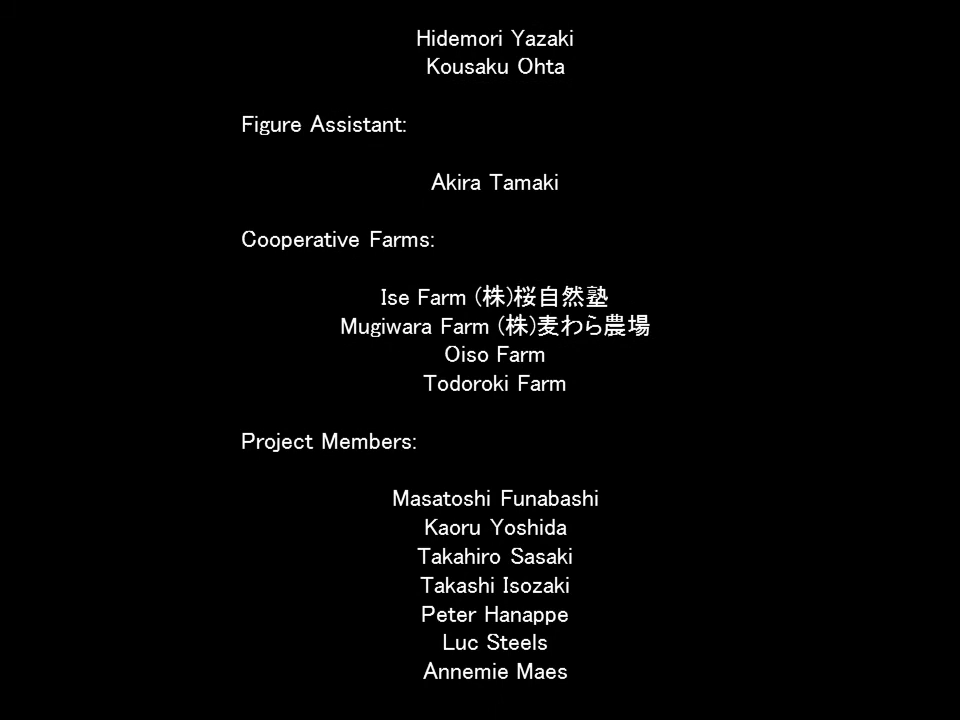 Hidemori Yazaki
Kousaku Ohta
Figure Assistant:
Akira Tamaki
Cooperative Farms:
Ise Farm (株)桜自然塾
Mugiwara Farm (株)麦わら農場
Oiso Farm
Todoroki Farm
Project Members:
Masatoshi Funabashi
Kaoru Yoshida
Takahiro Sasaki
Takashi Isozaki
Peter Hanappe
Luc Steels
Annemie Maes